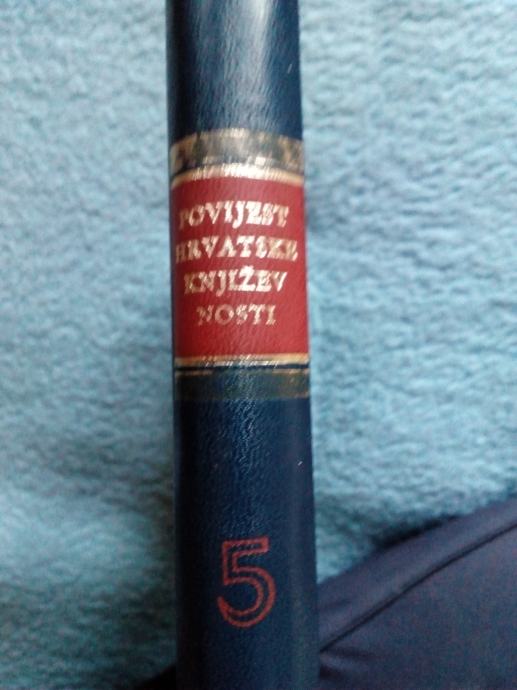 POVIJEST
HRVATSKE
KNJIŽEV
NOSTI
5